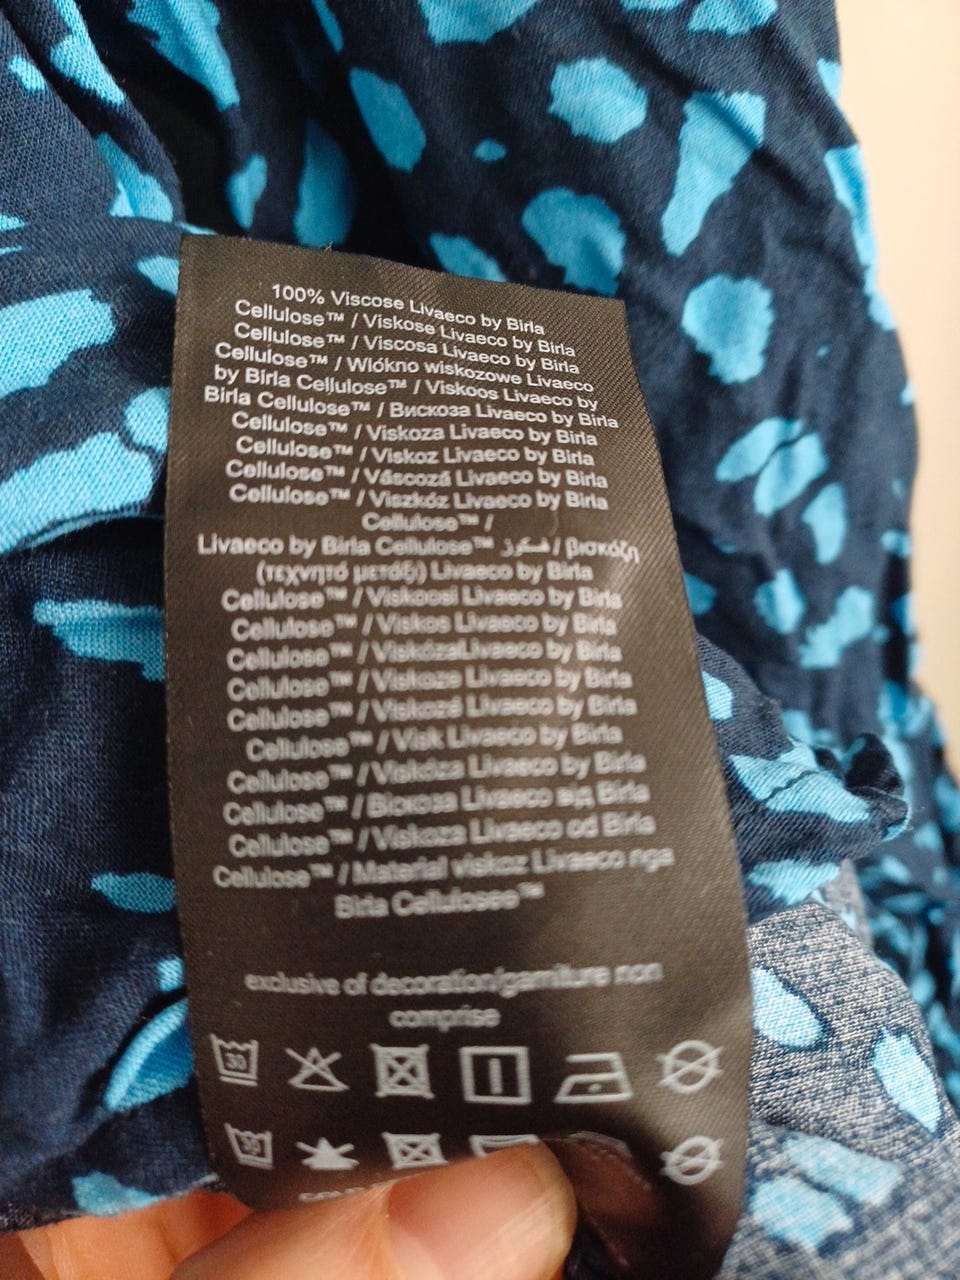 100% Viscose Livaeco by Birla
Cellulose™ / Viskose Livaeco by Birla
Cellulose™ / Viscosa Livaeco by Birla
Cellulose™ / Włókno wiskozowe Livaeco
by Birla Cellulose™ / Viskoos Livaeco by
Birla Cellulose™ / Вискоза Livaeco by Birla
Cellulose™ / Viskoza Livaeco by Birla
Cellulose™ / Viskoz Livaeco by Birla
Cellulose™ / Vâscoză Livaeco by Birla
Cellulose™ / Viszkóz Livaeco by Birla
Cellulose™ /
Livaeco by Birla Cellulose™ فسكوز / βισκόζη
(τεχνητό μετάξι) Livaeco by Birla
Cellulose™ / Viskoosi Livaeco by Birla
Cellulose™ / Viskos Livaeco by Birla
Cellulose™ / ViskózaLivaeco by Birla
Cellulose™ / Viskoze Livaeco by Birla
Cellulose™ / Viskozė Livaeco by Birla
Cellulose™ / Visk Livaeco by Birla
Cellulose™ / Viskóza Livaeco by Birla
Cellulose™ / Віскоза Livaeco від Birla
Cellulose™ / Viskoza Livaeco od Birla
Cellulose™ / Material viskoz Livaeco nga
Birla Cellulosee™
exclusive of decoration/garniture non
comprise
30
30